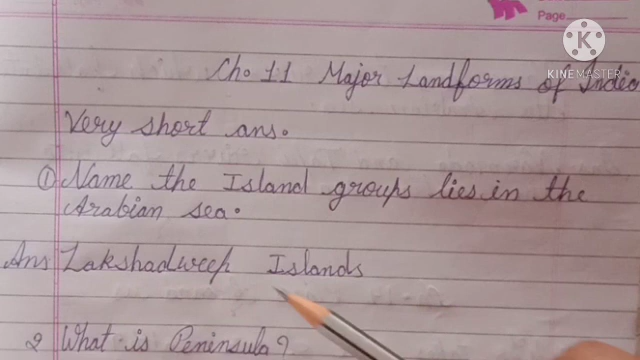 Page
KINEMASTER
Ch. 11 Major Landforms of India
Very short ans.
① Name the Island groups lies in the
Arabian sea.
Ans Lakshadweep Islands
2 What is Peninsula?